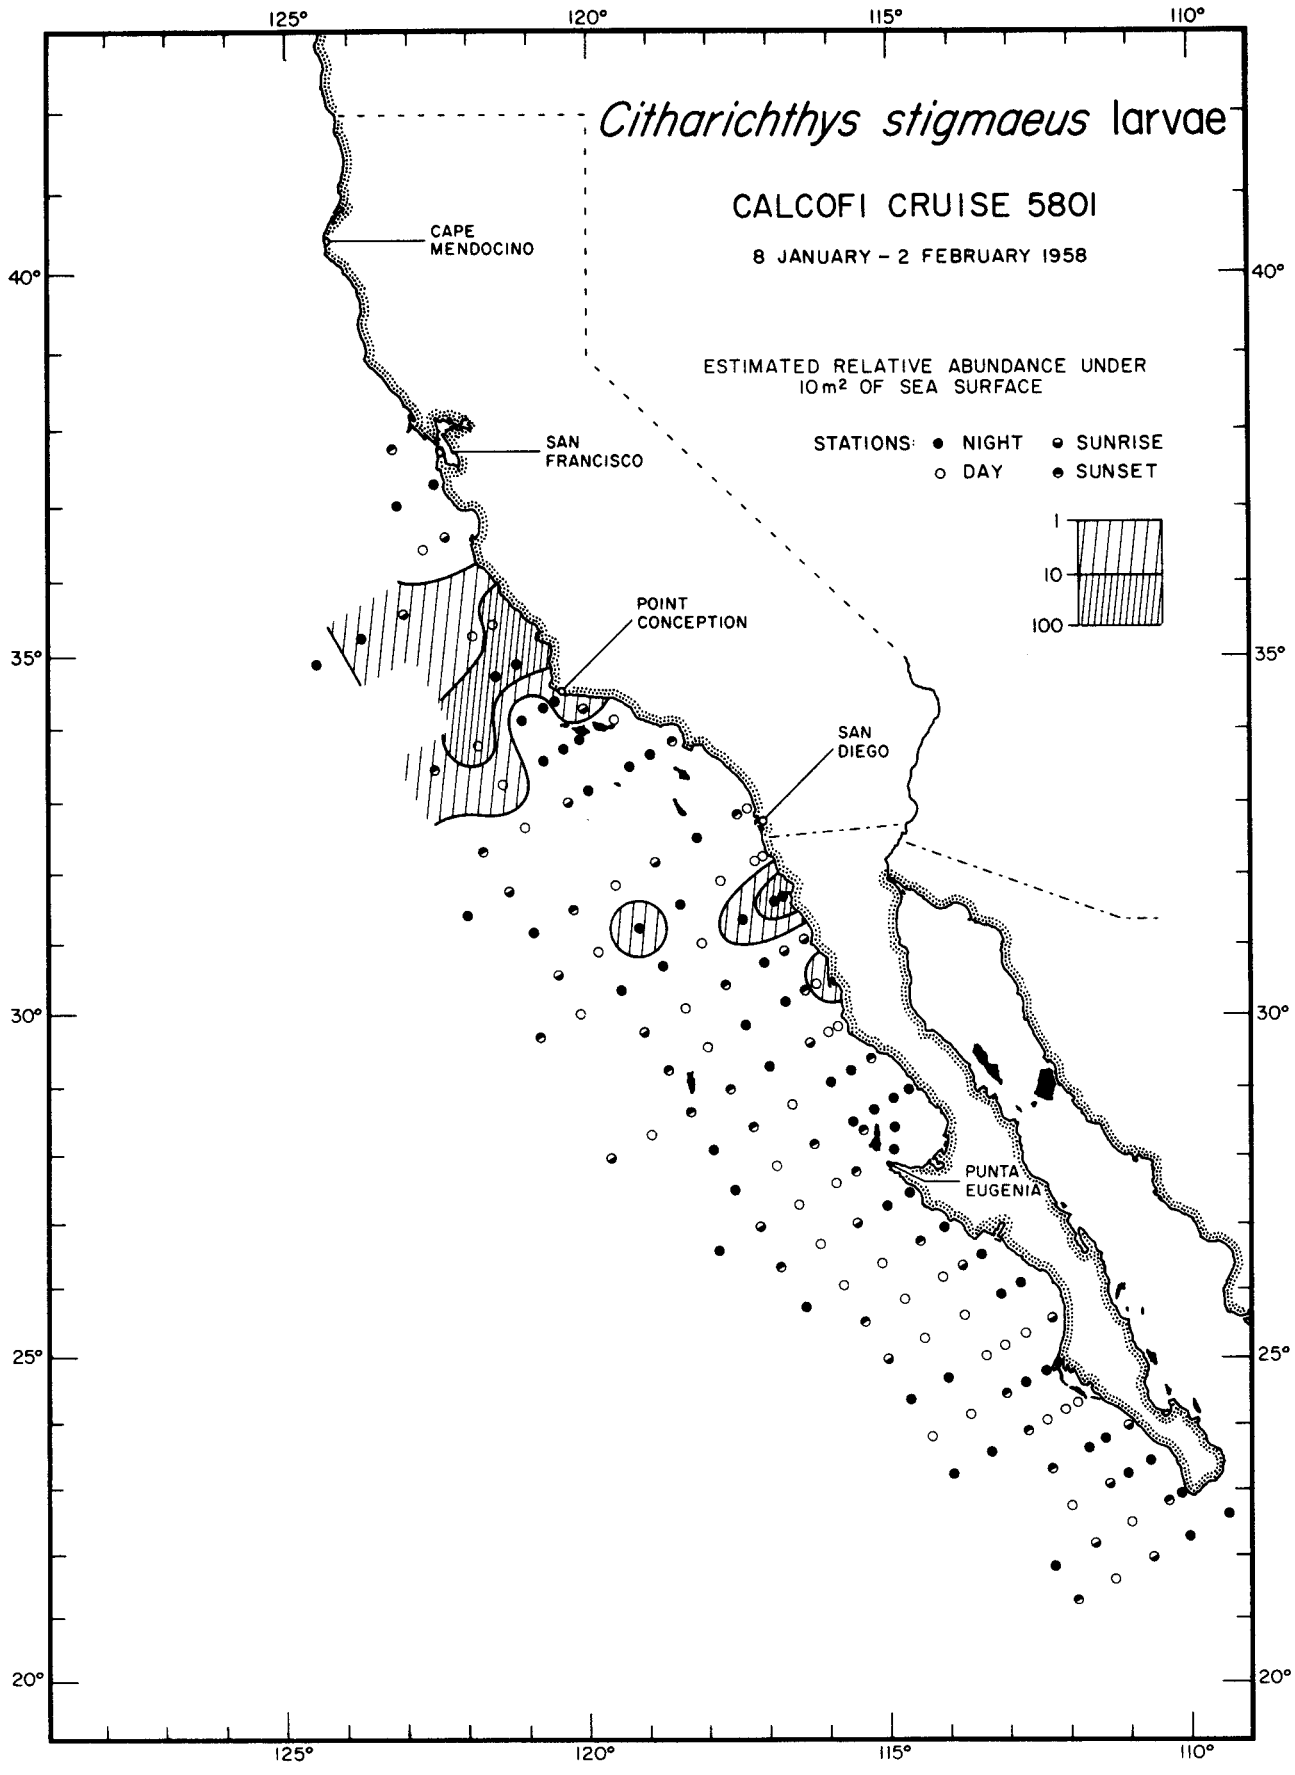 125° 120° 115° 110°
Citharichthys stigmaeus larvae
CALCOFI CRUISE 5801
8 JANUARY – 2 FEBRUARY 1958
CAPE
MENDOCINO
40° 40°
ESTIMATED RELATIVE ABUNDANCE UNDER
10m² OF SEA SURFACE
STATIONS: NIGHT SUNRISE
DAY SUNSET
SAN
FRANCISCO
1
10
100
POINT
CONCEPTION
35° 35°
SAN
DIEGO
30° 30°
PUNTA
EUGENIA
25° 25°
20° 20°
125° 120° 115° 110°